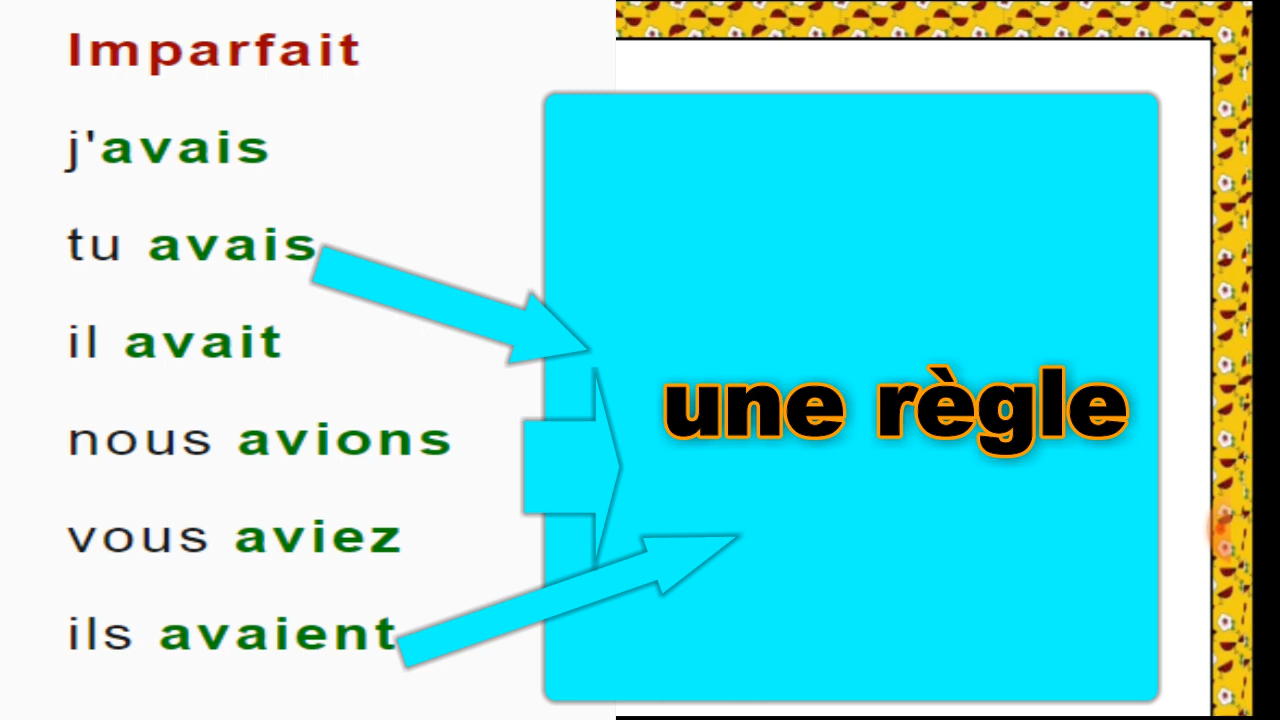 Imparfait
j'avais
tu avais
il avait
nous avions
vous aviez
ils avaient
une règle